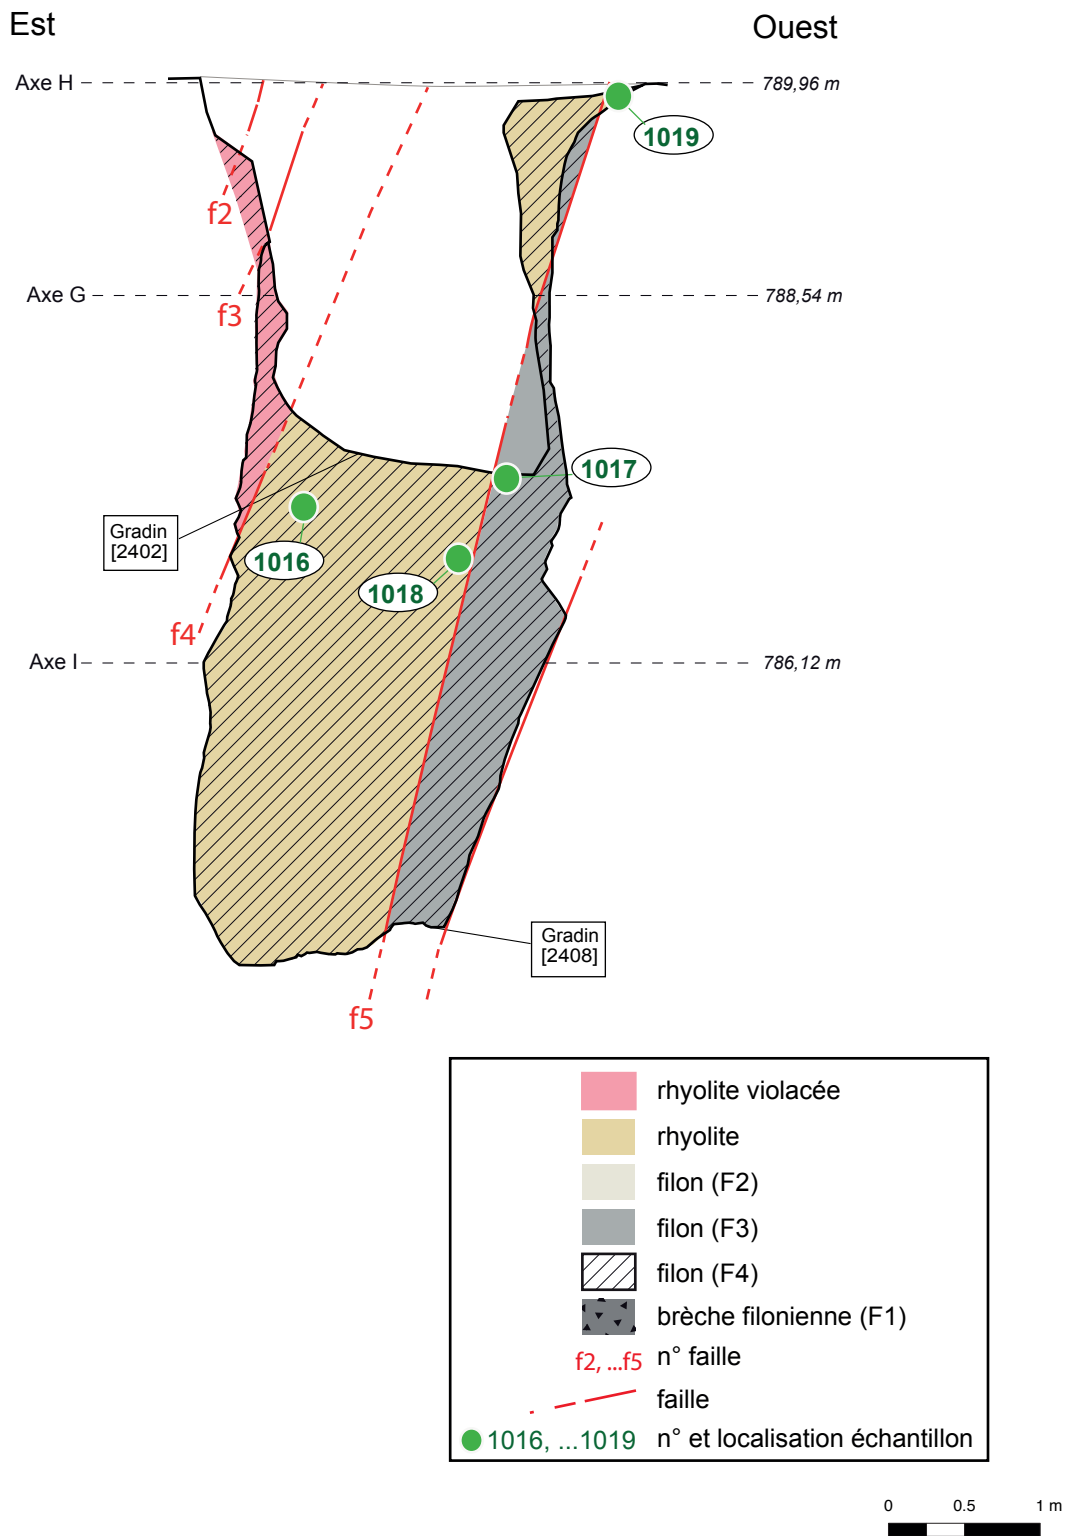 Est
Ouest
Axe H
789,96 m
1019
f2
Axe G
788,54 m
f3
1017
Gradin
[2402]
1016
1018
f4
Axe I
786,12 m
Gradin
[2408]
f5
rhyolite violacée
rhyolite
filon (F2)
filon (F3)
filon (F4)
brèche filonienne (F1)
f2, ...f5 n° faille
faille
1016, ...1019 n° et localisation échantillon
0 0.5 1 m